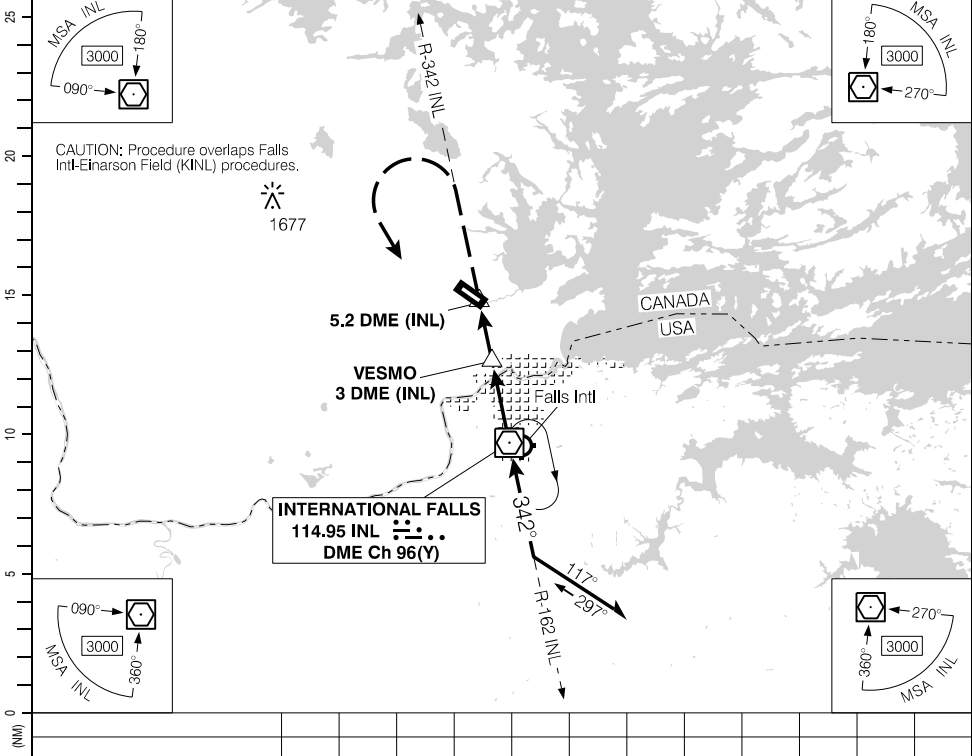 25
MSA INL
3000
180°
090°
R-342 INL
MSA INL
180°
3000
270°
CAUTION: Procedure overlaps Falls
Intl-Einarson Field (KINL) procedures.
20
1677
15
5.2 DME (INL)
CANADA
USA
VESMO
3 DME (INL)
Falls Intl
10
INTERNATIONAL FALLS
114.95 INL
DME Ch 96(Y)
342°
5
117°
297°
R-162 INL
090°
3000
360°
MSA INL
270°
3000
360°
MSA INL
0
(NM)